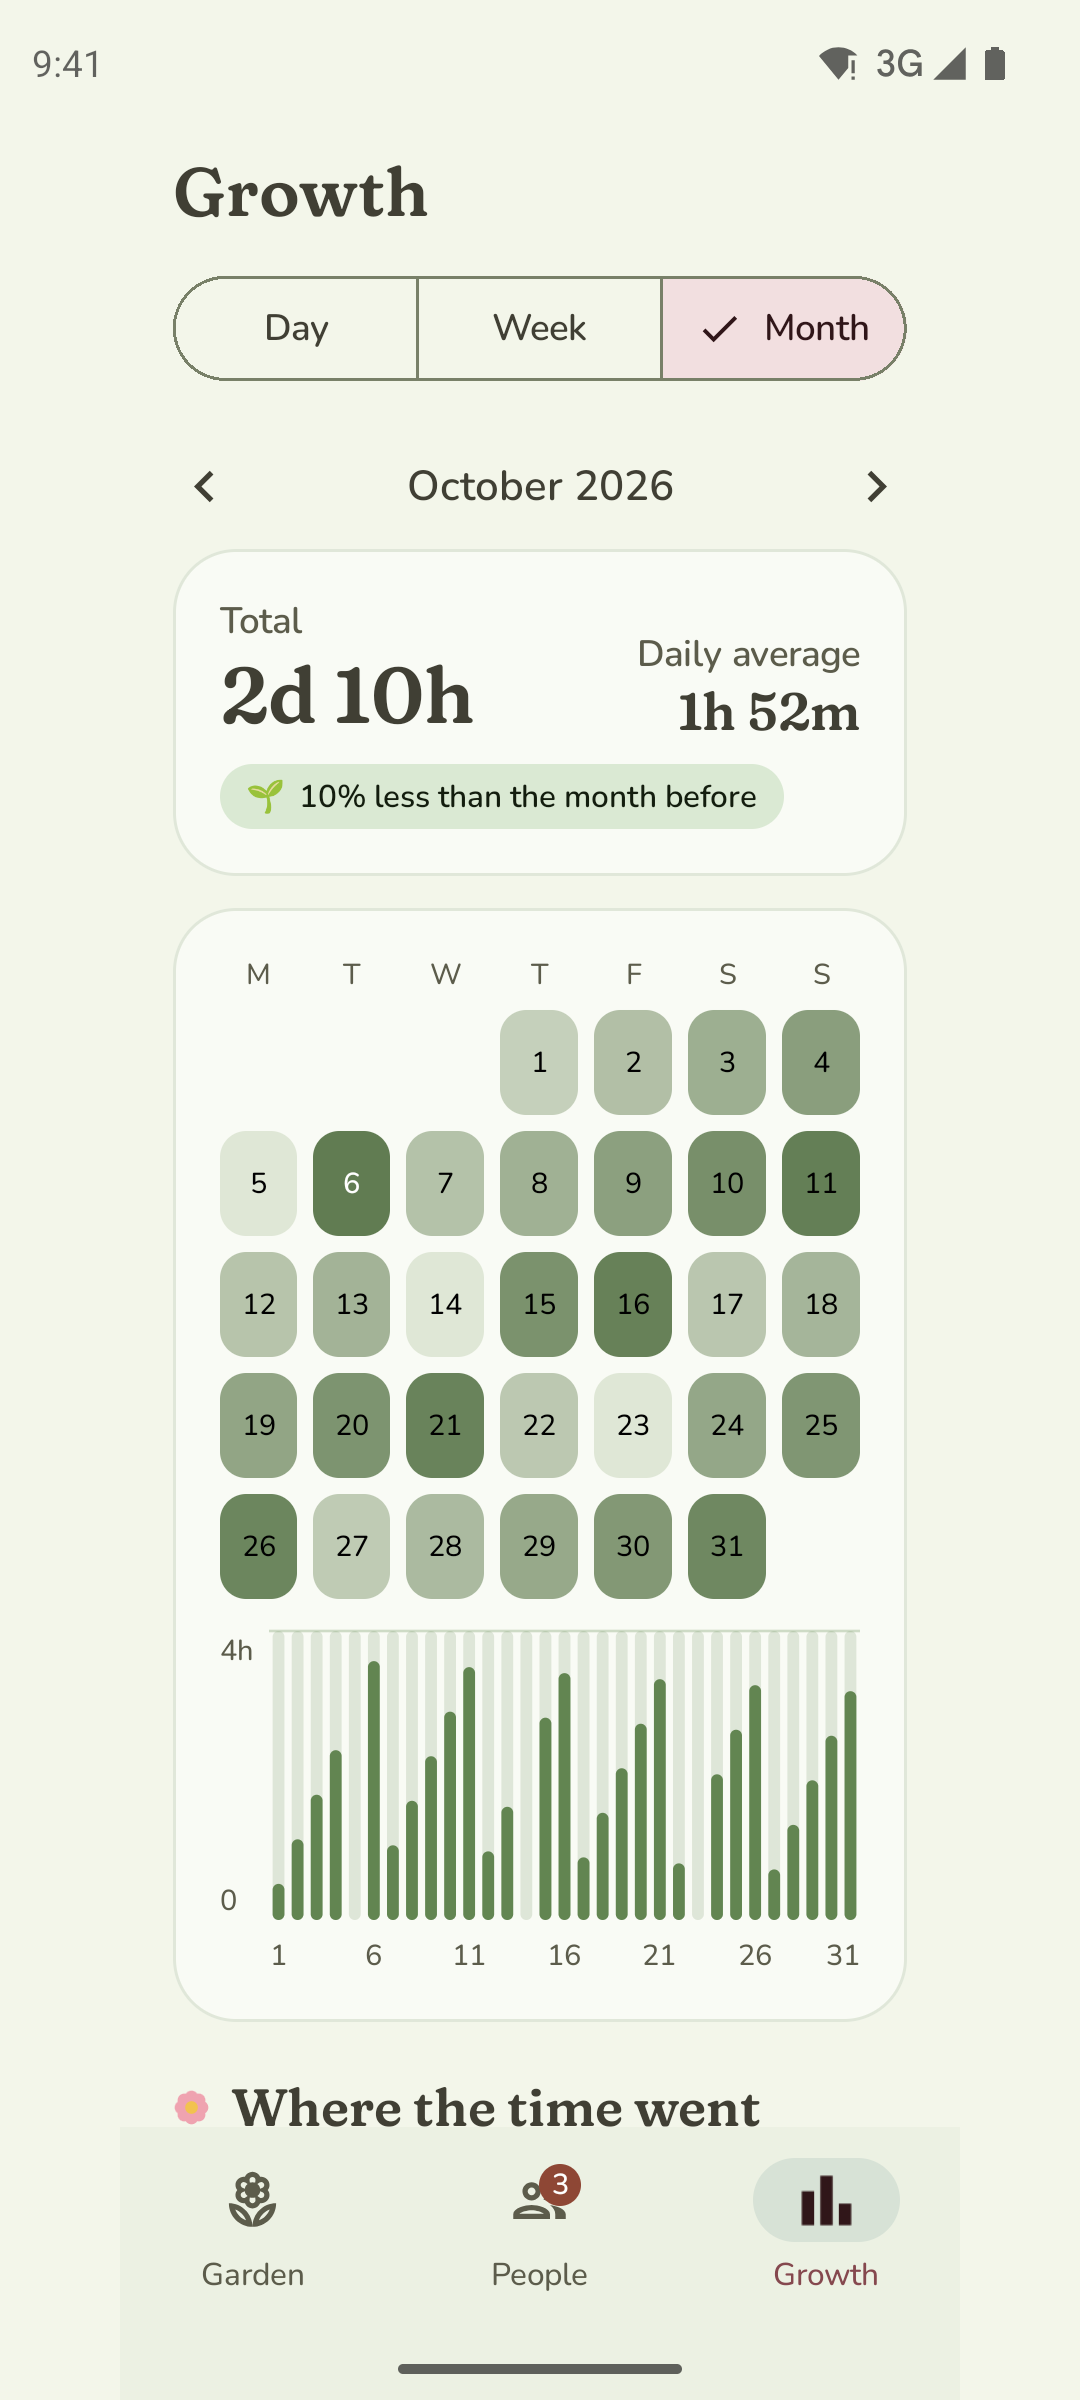 9:41
3G
Growth
Day Week Month
October 2026
Total
2d 10h
Daily average
1h 52m
10% less than the month before
M T W T F S S
1 2 3 4
5 6 7 8 9 10 11
12 13 14 15 16 17 18
19 20 21 22 23 24 25
26 27 28 29 30 31
4h
0
1 6 11 16 21 26 31
Where the time went
3
Garden People Growth